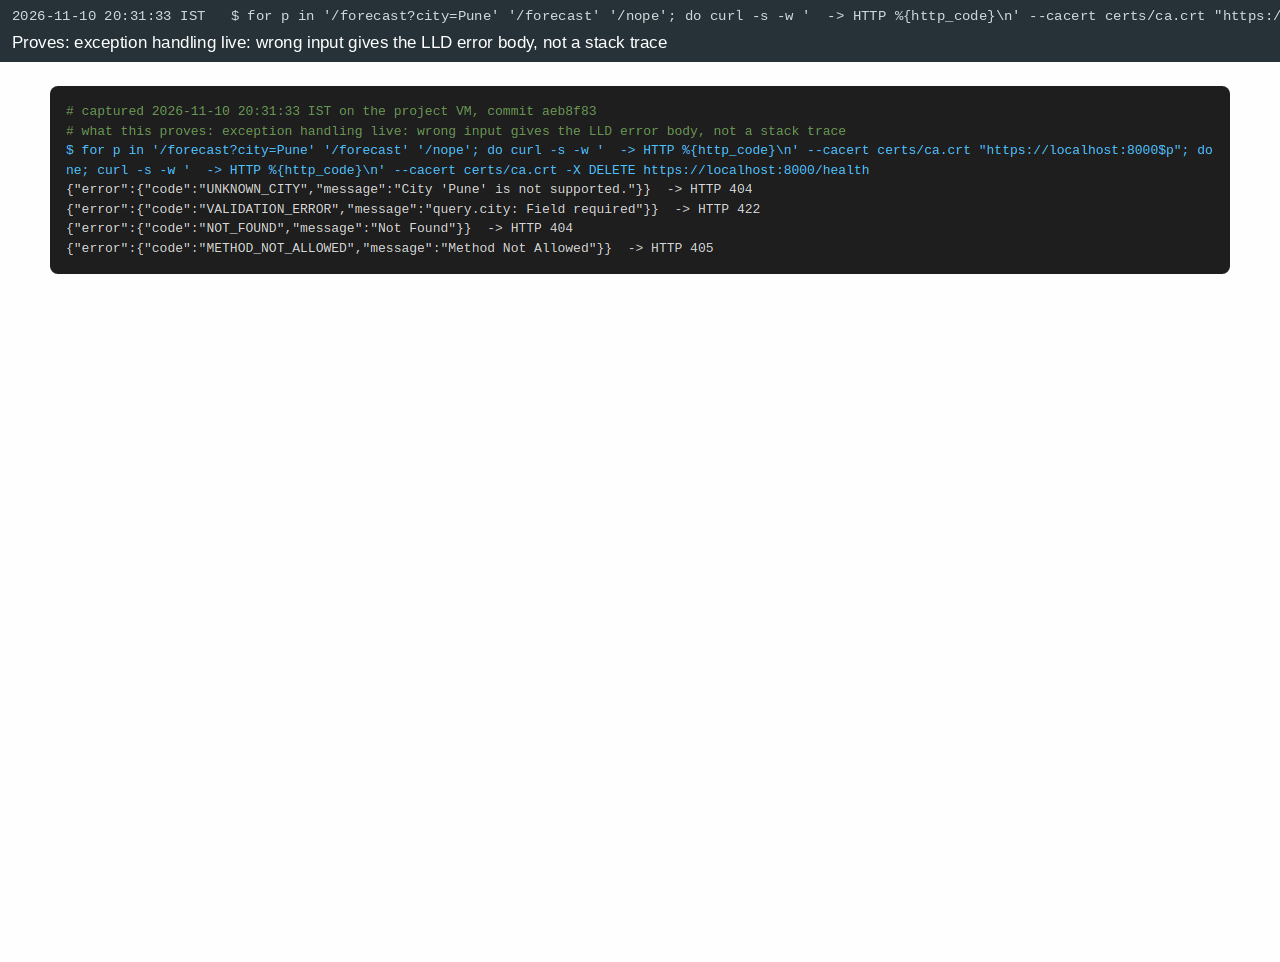 2026-11-10 20:31:33 IST   $ for p in '/forecast?city=Pune' '/forecast' '/nope'; do curl -s -w '  -> HTTP %{http_code}\n' --cacert certs/ca.crt "https:/
Proves: exception handling live: wrong input gives the LLD error body, not a stack trace
# captured 2026-11-10 20:31:33 IST on the project VM, commit aeb8f83
# what this proves: exception handling live: wrong input gives the LLD error body, not a stack trace
$ for p in '/forecast?city=Pune' '/forecast' '/nope'; do curl -s -w '  -> HTTP %{http_code}\n' --cacert certs/ca.crt "https://localhost:8000$p"; do
ne; curl -s -w '  -> HTTP %{http_code}\n' --cacert certs/ca.crt -X DELETE https://localhost:8000/health
{"error":{"code":"UNKNOWN_CITY","message":"City 'Pune' is not supported."}}  -> HTTP 404
{"error":{"code":"VALIDATION_ERROR","message":"query.city: Field required"}}  -> HTTP 422
{"error":{"code":"NOT_FOUND","message":"Not Found"}}  -> HTTP 404
{"error":{"code":"METHOD_NOT_ALLOWED","message":"Method Not Allowed"}}  -> HTTP 405